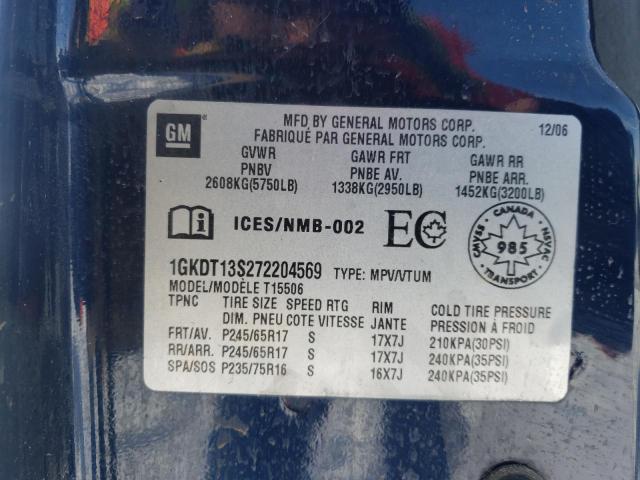 GM
MFD BY GENERAL MOTORS CORP. 12/06
FABRIQUÉ PAR GENERAL MOTORS CORP.
GVWR GAWR FRT GAWR RR
PNBV PNBE AV. PNBE ARR.
2608KG(5750LB) 1338KG(2950LB) 1452KG(3200LB)
i ICES/NMB-002 EC
CANADA
CMVSS 985 NSVAC
TRANSPORT
1GKDT13S272204569 TYPE: MPV/VTUM
MODEL/MODÈLE T15506
TPNC TIRE SIZE SPEED RTG RIM COLD TIRE PRESSURE
DIM. PNEU COTE VITESSE JANTE PRESSION À FROID
FRT/AV. P245/65R17 S 17X7J 210KPA(30PSI)
RR/ARR. P245/65R17 S 17X7J 240KPA(35PSI)
SPA/SOS P235/75R16 S 16X7J 240KPA(35PSI)